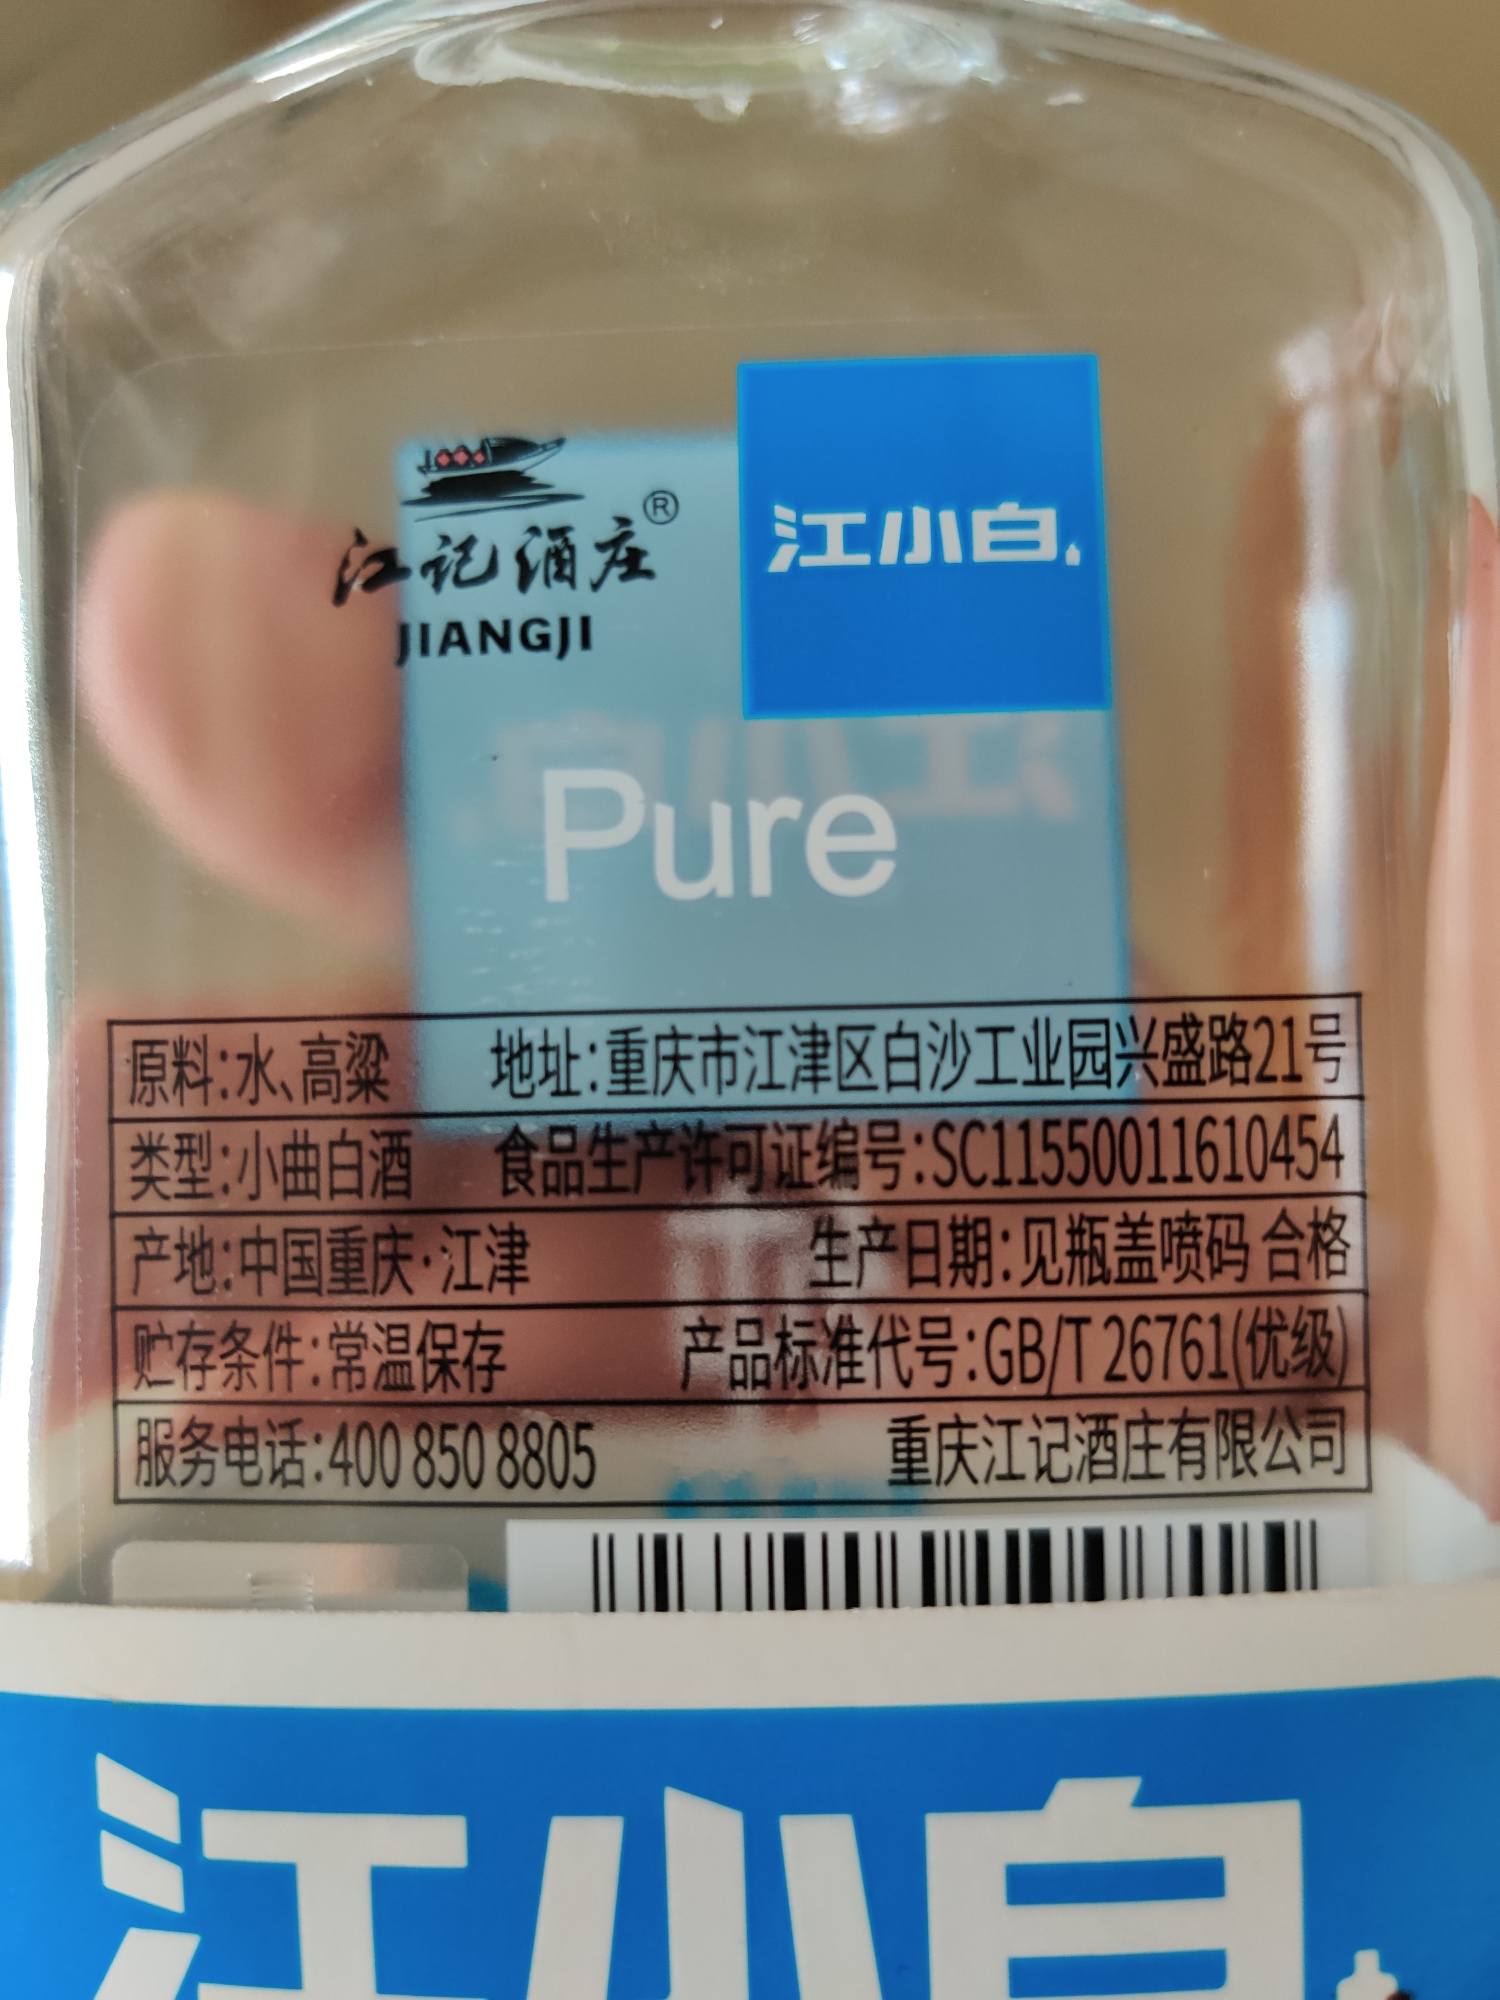 江记酒庄®
JIANGJI
江小白.
Pure
原料:水、高粱 地址:重庆市江津区白沙工业园兴盛路21号
类型:小曲白酒 食品生产许可证编号:SC11550011610454
产地:中国重庆·江津 生产日期:见瓶盖喷码 合格
贮存条件:常温保存 产品标准代号:GB/T 26761(优级)
服务电话:400 850 8805 重庆江记酒庄有限公司
江小白